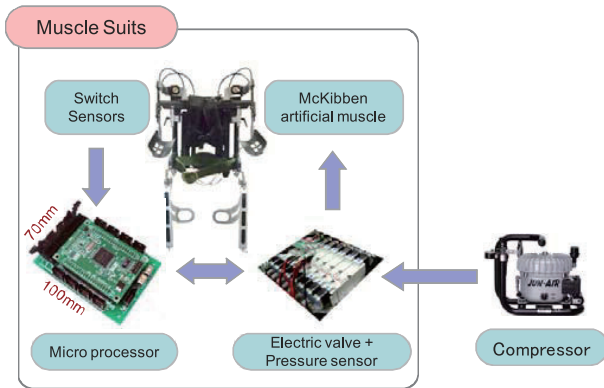 Muscle Suits
Switch
Sensors
McKibben
artificial muscle
70mm
100mm
JUN-AIR
Micro processor
Electric valve +
Pressure sensor
Compressor